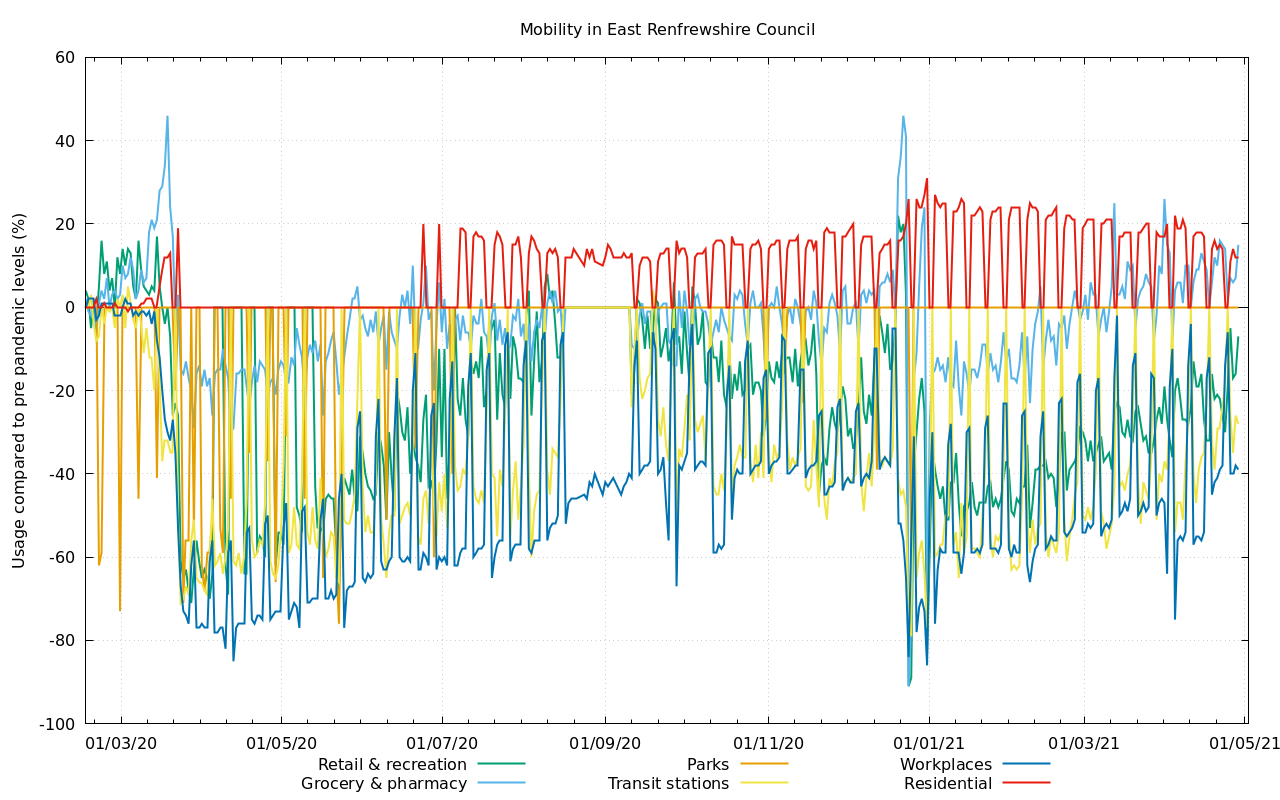 Mobility in East Renfrewshire Council
Usage compared to pre pandemic levels (%)
60
40
20
0
-20
-40
-60
-80
-100
01/03/20 01/05/20 01/07/20 01/09/20 01/11/20 01/01/21 01/03/21 01/05/21
Retail & recreation Parks Workplaces
Grocery & pharmacy Transit stations Residential